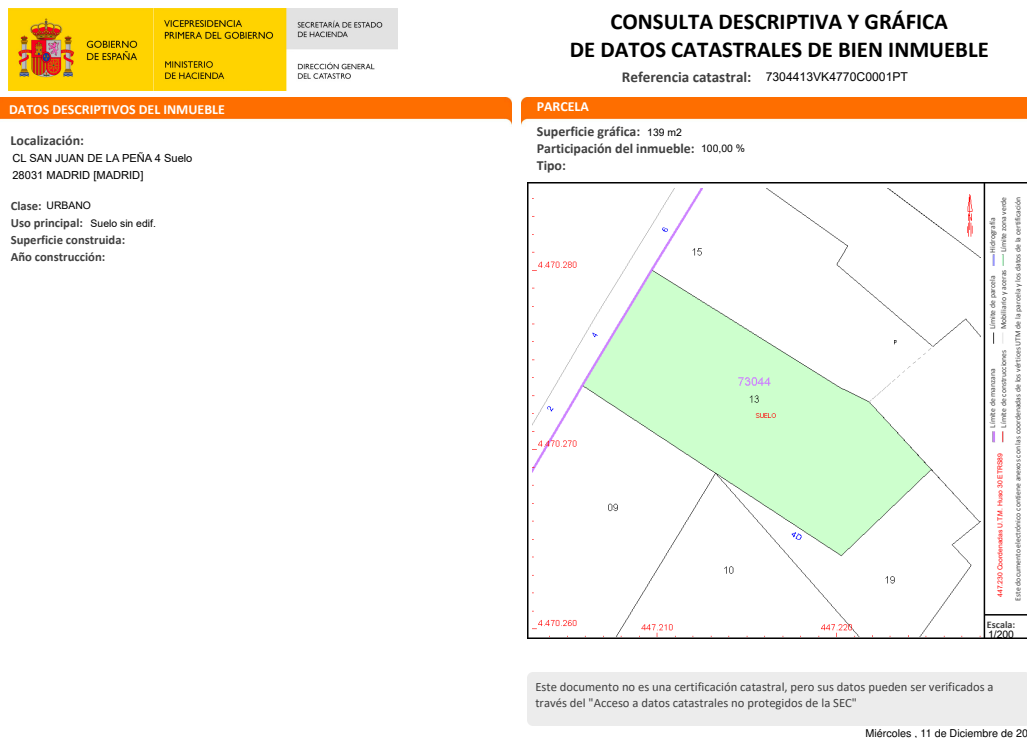 GOBIERNO
DE ESPAÑA
VICEPRESIDENCIA
PRIMERA DEL GOBIERNO
MINISTERIO
DE HACIENDA
SECRETARÍA DE ESTADO
DE HACIENDA
DIRECCIÓN GENERAL
DEL CATASTRO
CONSULTA DESCRIPTIVA Y GRÁFICA
DE DATOS CATASTRALES DE BIEN INMUEBLE
Referencia catastral: 7304413VK4770C0001PT
DATOS DESCRIPTIVOS DEL INMUEBLE
Localización:
CL SAN JUAN DE LA PEÑA 4 Suelo
28031 MADRID [MADRID]
Clase: URBANO
Uso principal: Suelo sin edif.
Superficie construida:
Año construcción:
PARCELA
Superficie gráfica: 139 m2
Participación del inmueble: 100,00 %
Tipo:
6
15
4.470.280
4
P
73044
13
SUELO
2
4.470.270
09
4D
10
19
4.470.260
447.210
447.220
447.230 Coordenadas U.T.M. Huso 30 ETRS89
Límite de manzana
Límite de parcela
Hidrografía
Límite de construcciones
Mobiliario y aceras
Límite zona verde
Este documento electrónico contiene anexos con las coordenadas de los vértices UTM de la parcela y los datos de la certificación
Escala:
1/200
Este documento no es una certificación catastral, pero sus datos pueden ser verificados a
través del "Acceso a datos catastrales no protegidos de la SEC"
Miércoles , 11 de Diciembre de 20